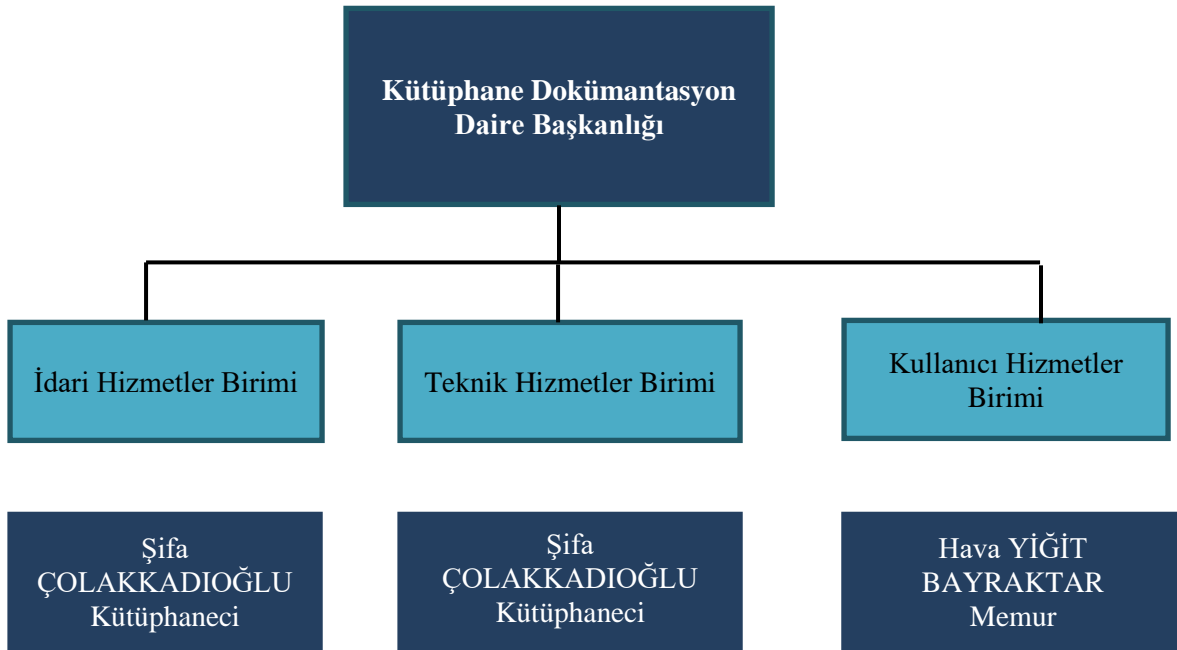 Kütüphane Dokümantasyon
Daire Başkanlığı
İdari Hizmetler Birimi
Teknik Hizmetler Birimi
Kullanıcı Hizmetler
Birimi
Şifa
ÇOLAKKADIOĞLU
Kütüphaneci
Şifa
ÇOLAKKADIOĞLU
Kütüphaneci
Hava YİĞİT
BAYRAKTAR
Memur